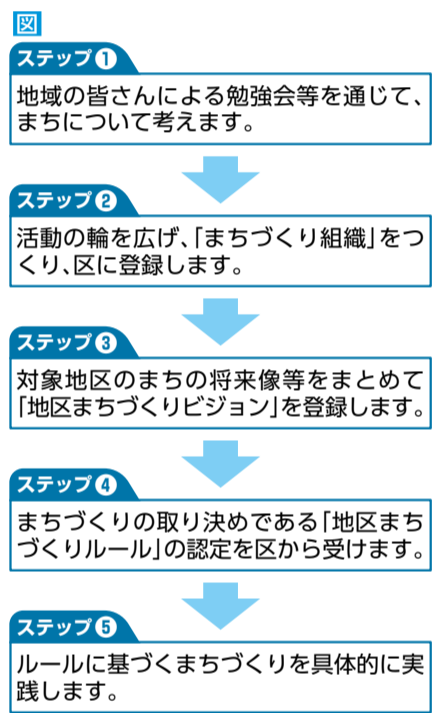 図
ステップ❶
地域の皆さんによる勉強会等を通じて、
まちについて考えます。
ステップ❷
活動の輪を広げ、「まちづくり組織」をつ
くり、区に登録します。
ステップ❸
対象地区のまちの将来像等をまとめて
「地区まちづくりビジョン」を登録します。
ステップ❹
まちづくりの取り決めである「地区まち
づくりルール」の認定を区から受けます。
ステップ❺
ルールに基づくまちづくりを具体的に実
践します。